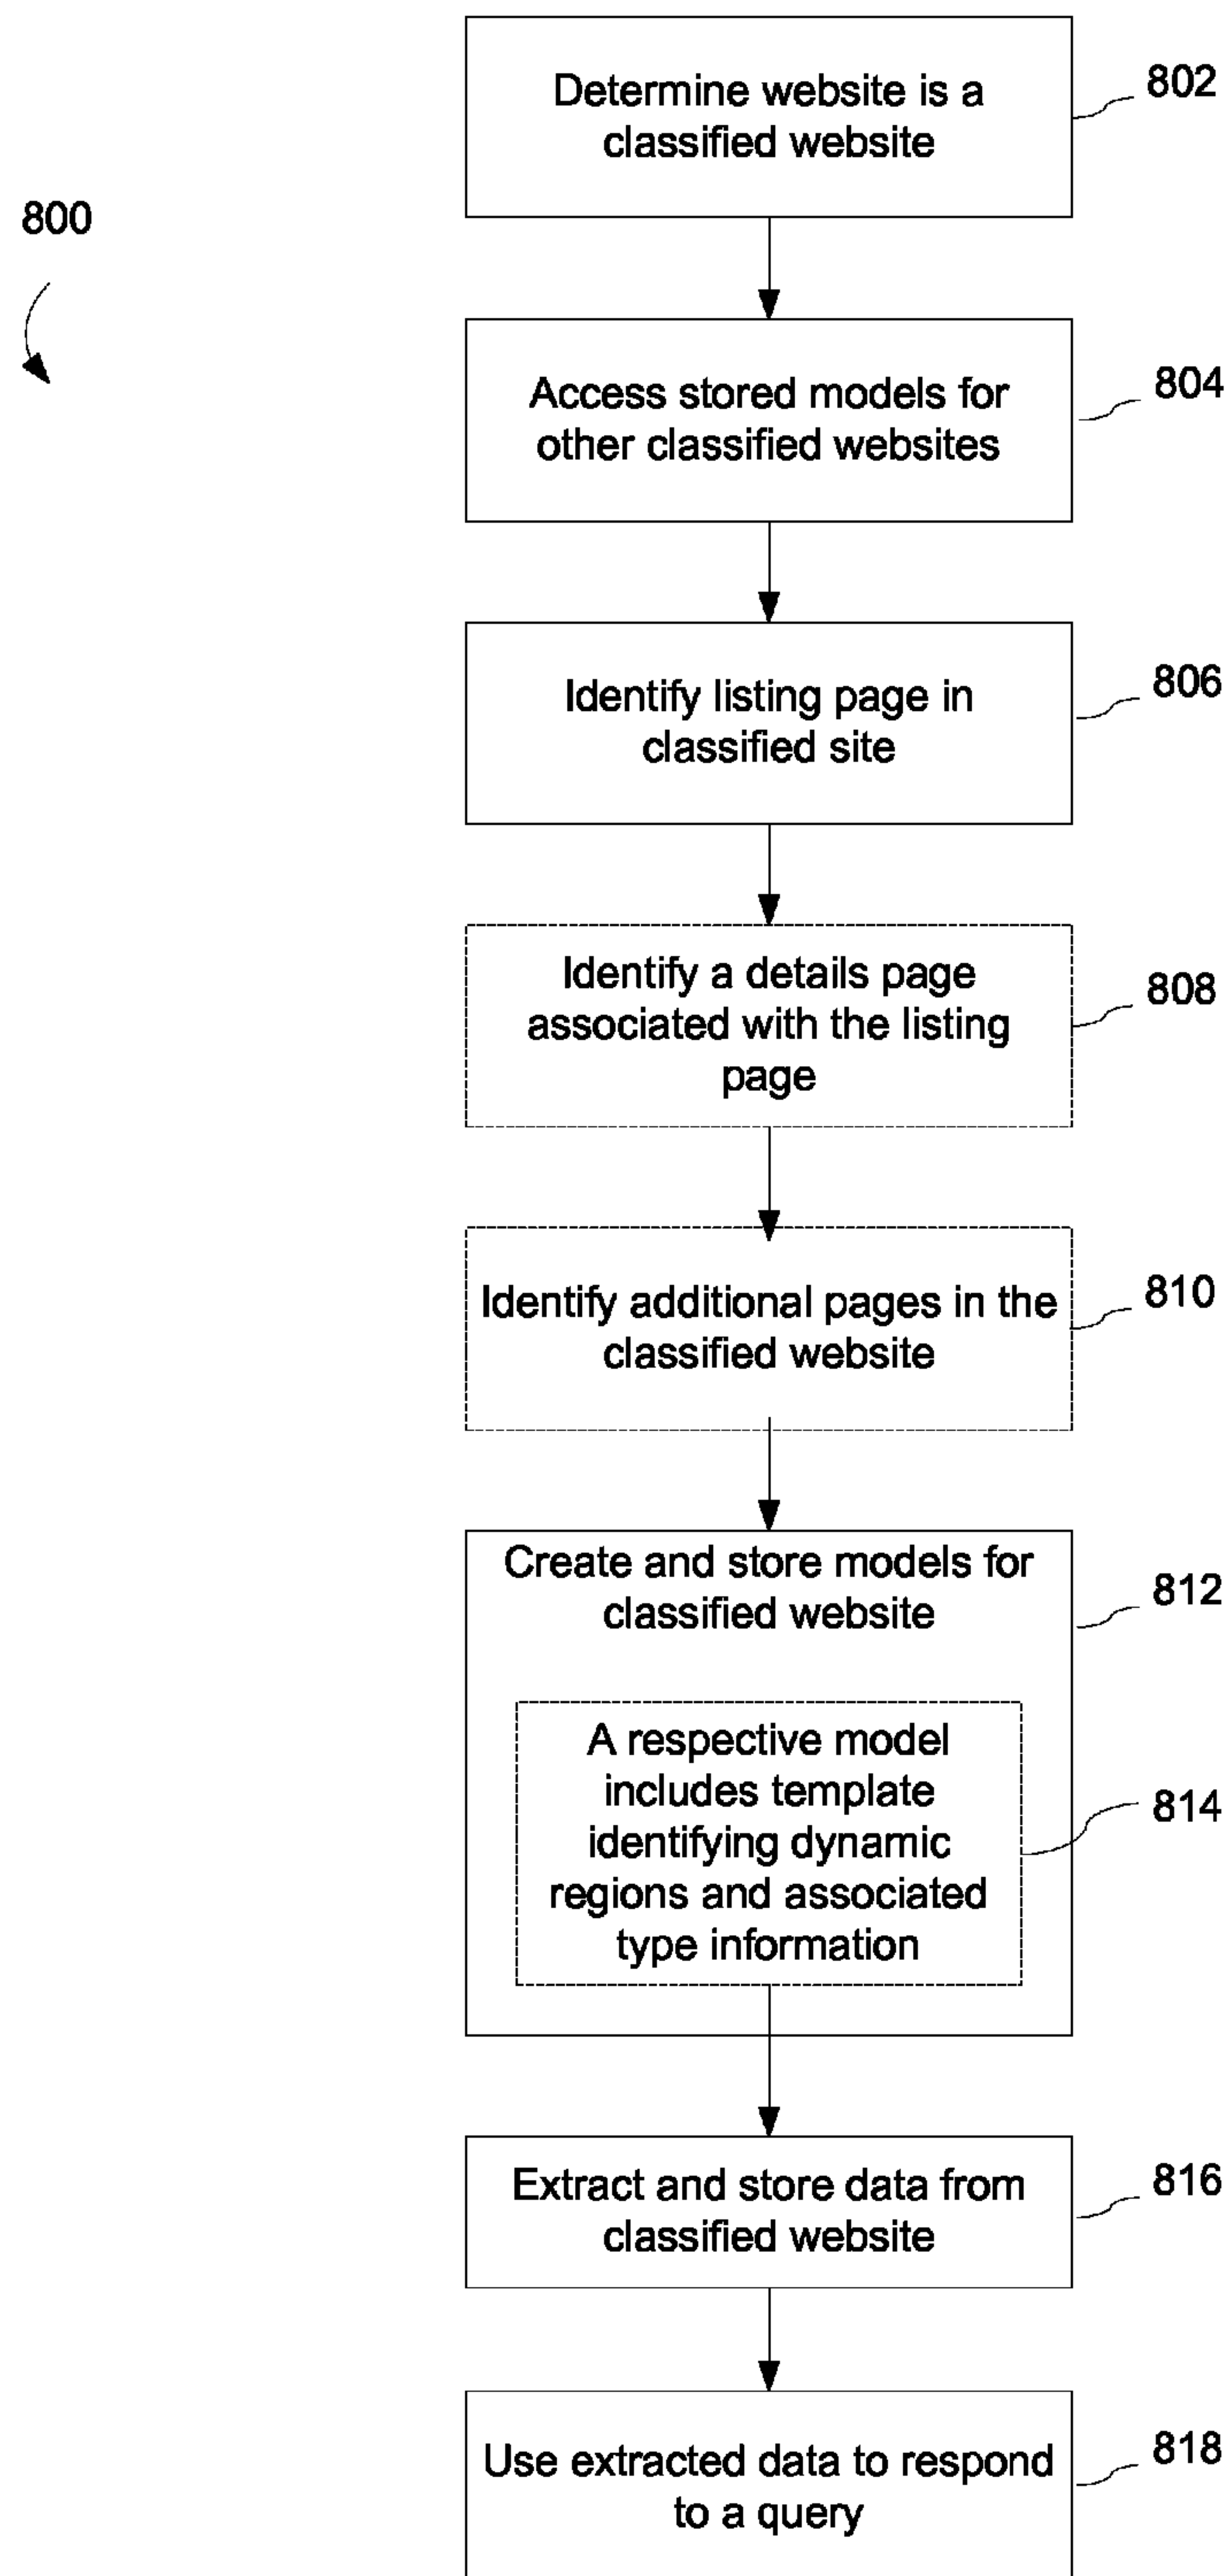 Determine website is a
classified website
802
800
Access stored models for
other classified websites
804
Identify listing page in
classified site
806
Identify a details page
associated with the listing
page
808
Identify additional pages in the
classified website
810
Create and store models for
classified website
812
A respective model
includes template
identifying dynamic
regions and associated
type information
814
Extract and store data from
classified website
816
Use extracted data to respond
to a query
818